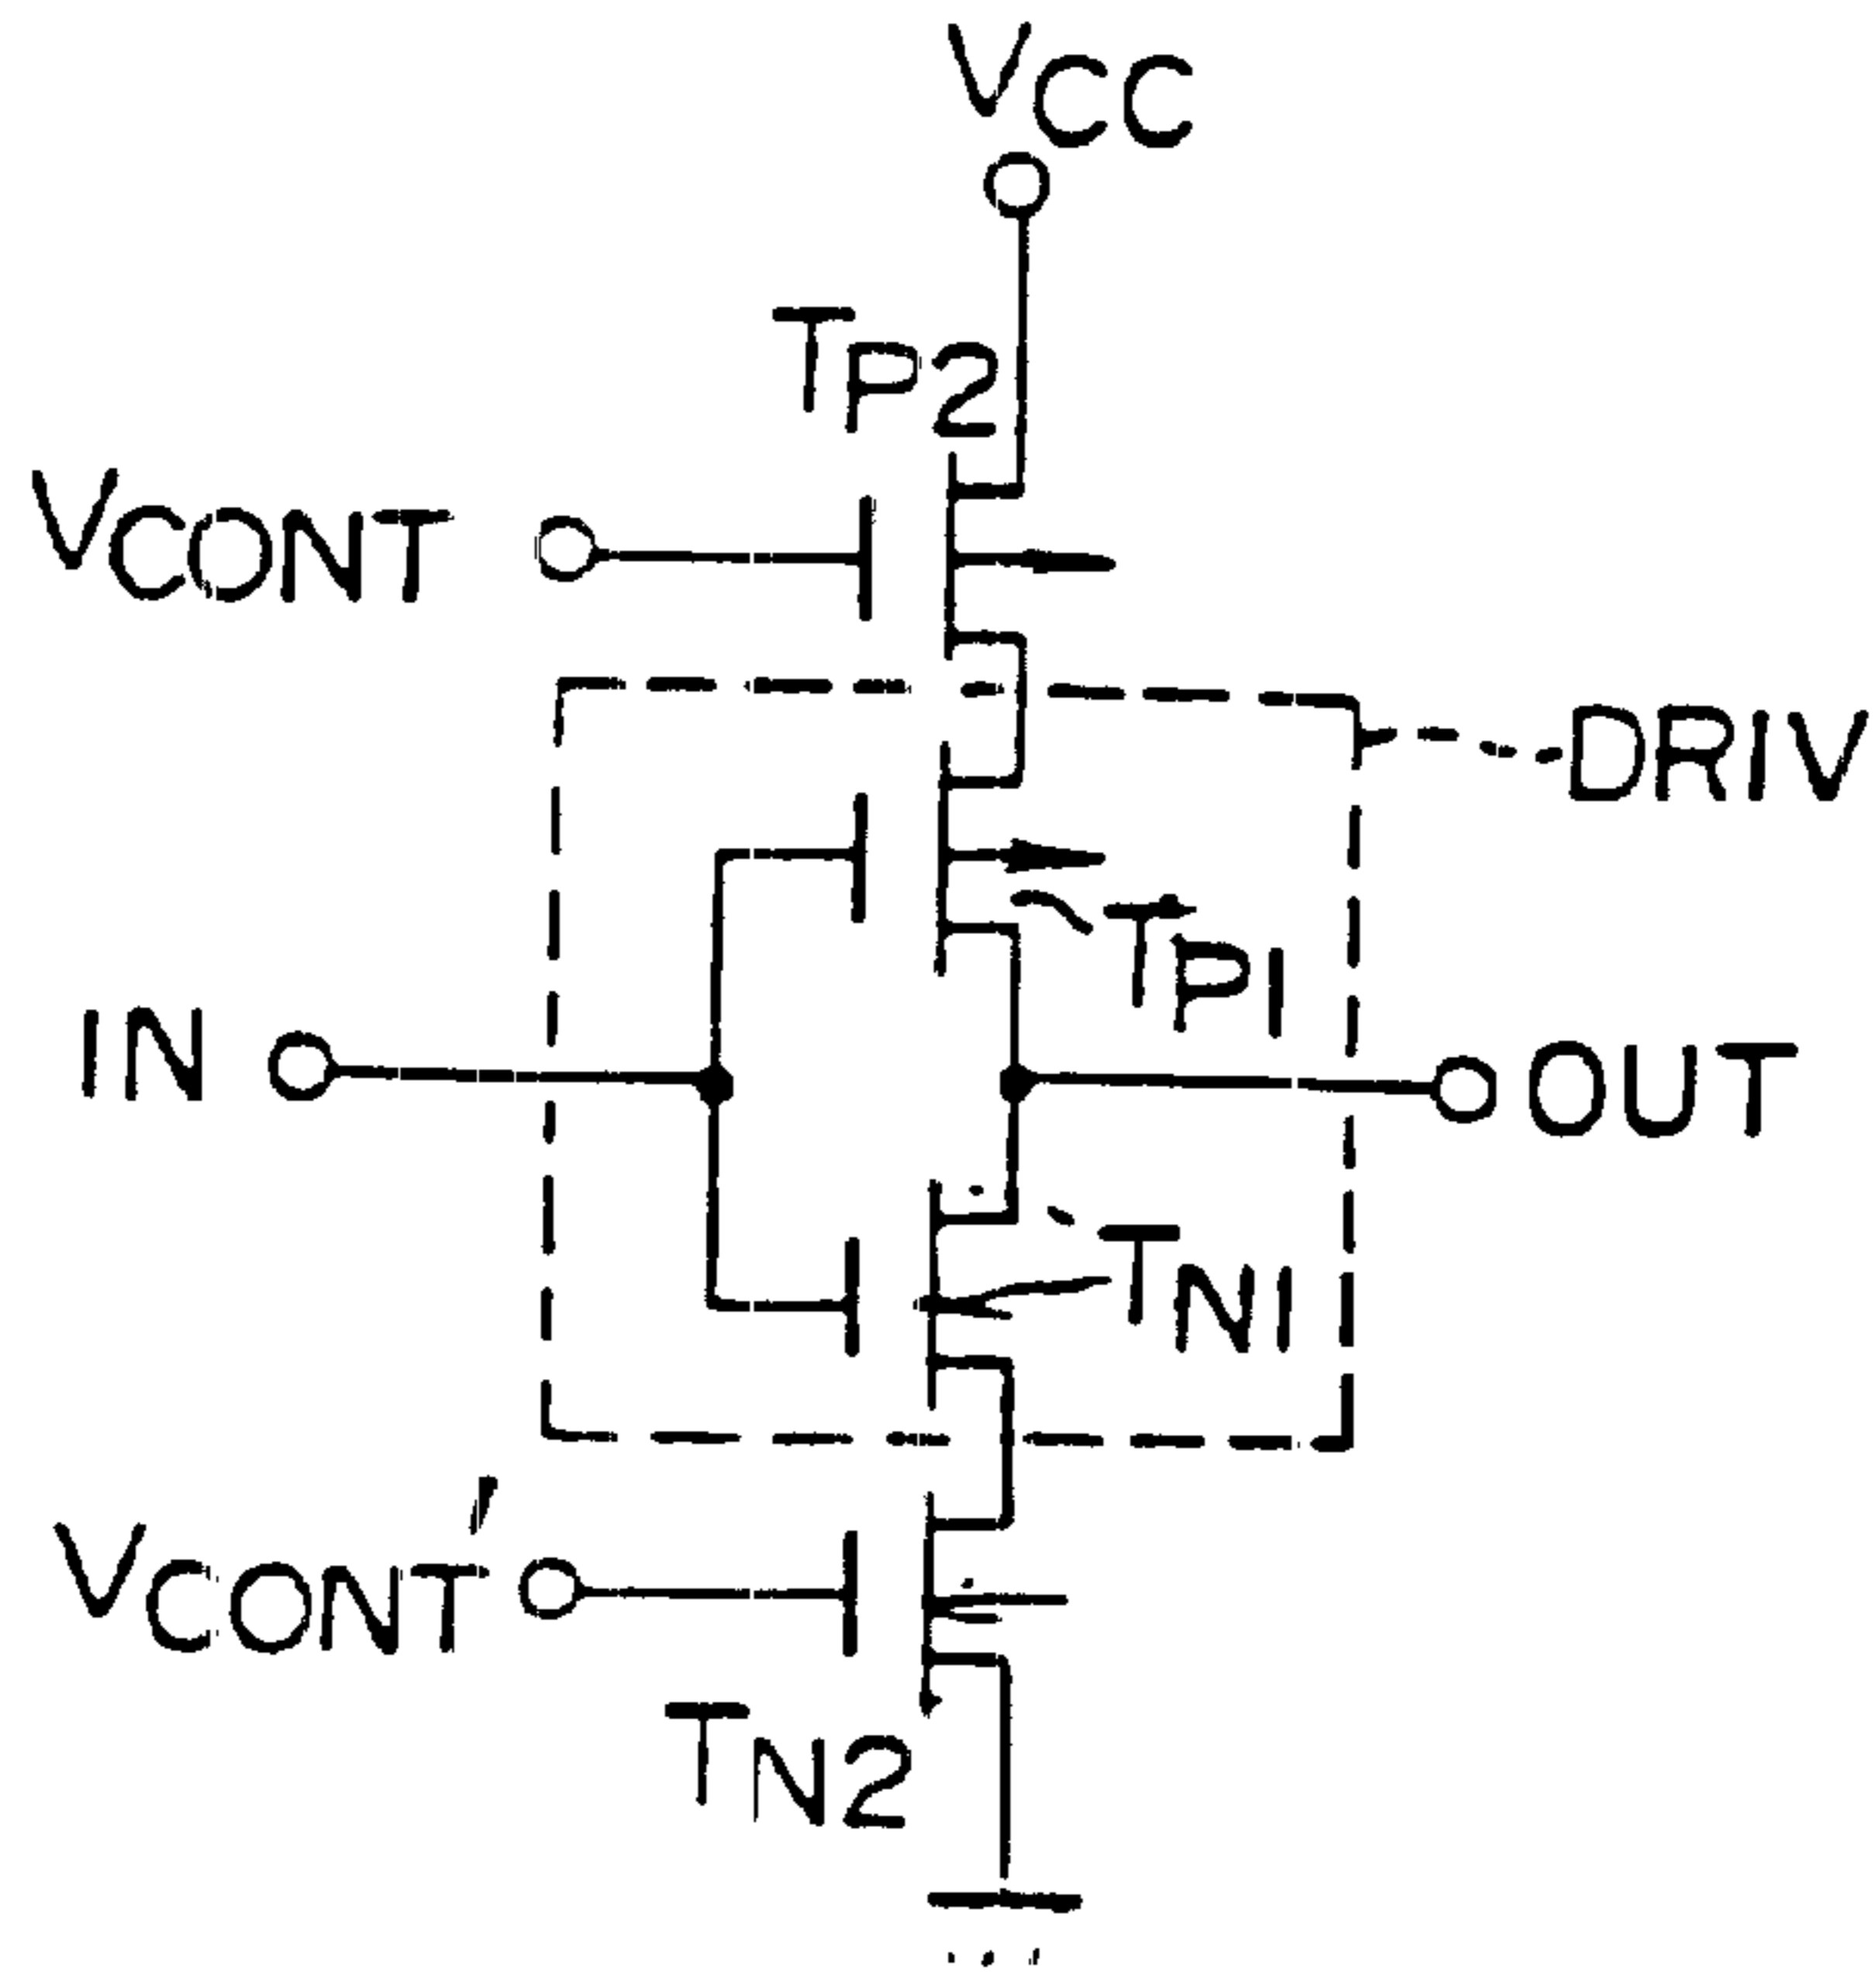 VCC
TP2
VCONT
DRIV
TP1
IN
OUT
TN1
VCONT'
TN2